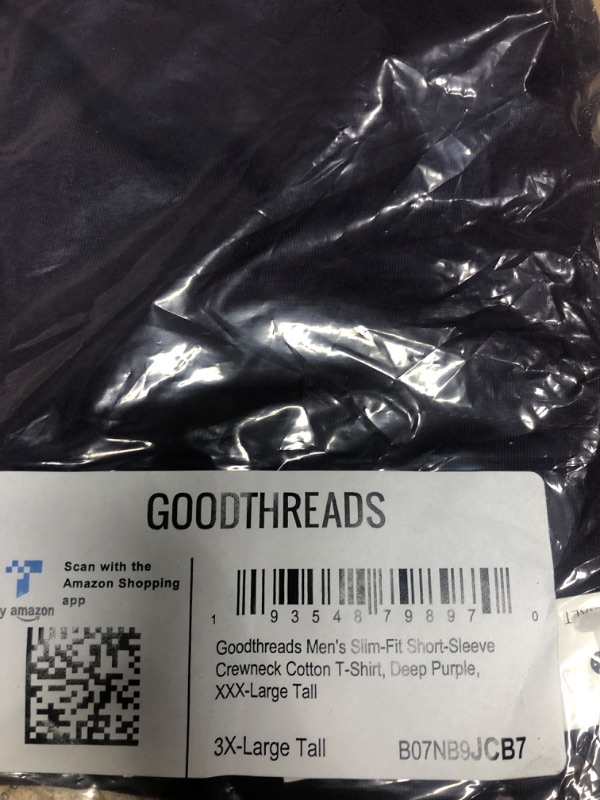 GOODTHREADS
Scan with the
Amazon Shopping
app
y amazon
1 93548 79897 0
Goodthreads Men's Slim-Fit Short-Sleeve
Crewneck Cotton T-Shirt, Deep Purple,
XXX-Large Tall
3X-Large Tall
B07NB9JCB7